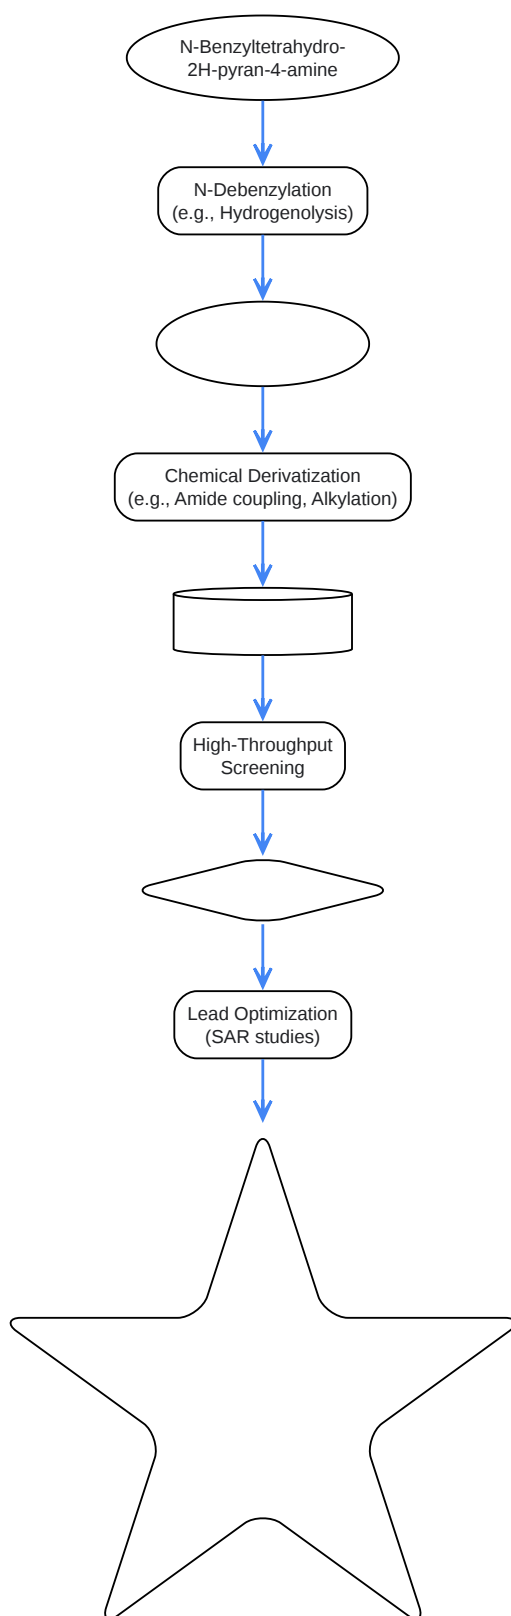 N-Benzyltetrahydro-
2H-pyran-4-amine
N-Debenzylation
(e.g., Hydrogenolysis)
Chemical Derivatization
(e.g., Amide coupling, Alkylation)
High-Throughput
Screening
Lead Optimization
(SAR studies)